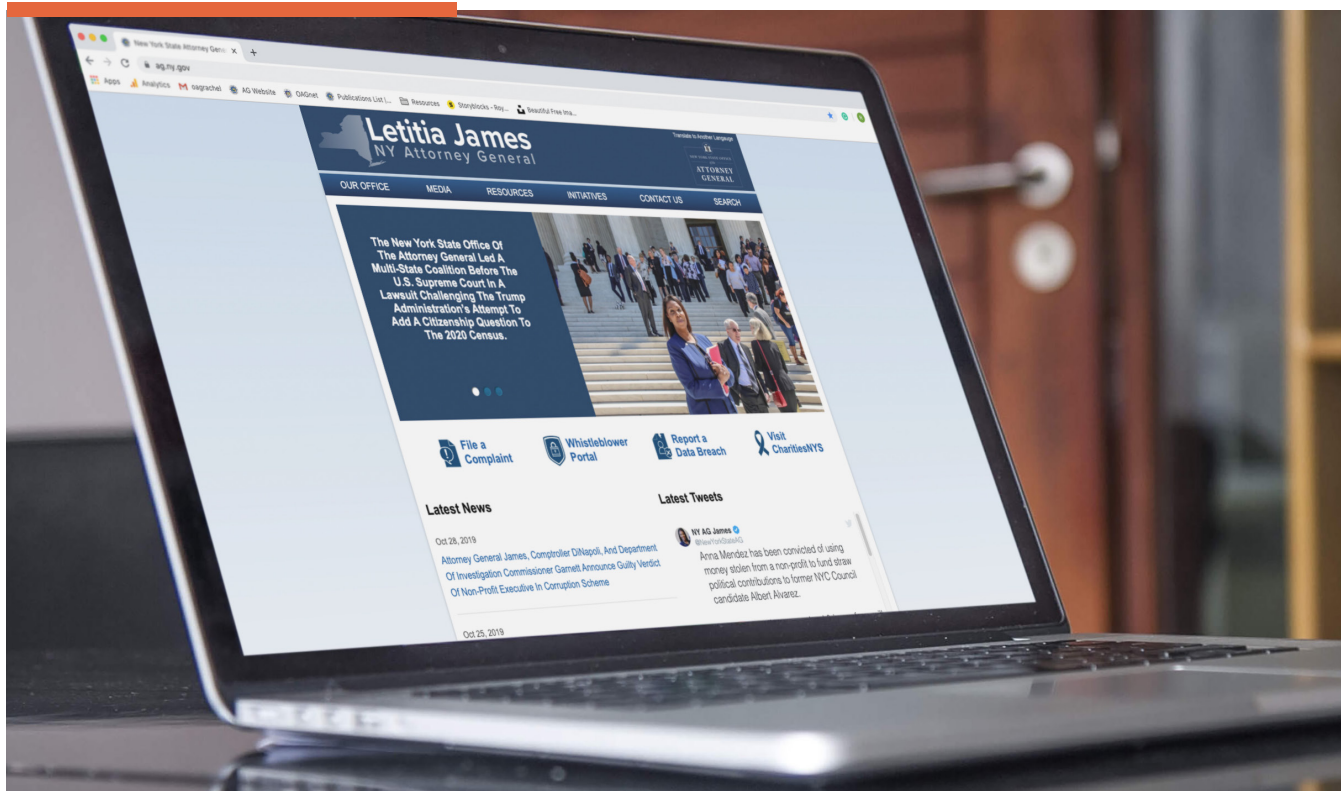 New York State Attorney Gene
ag.ny.gov
Apps Analytics oagrachel AG Website OAGnet Publications List |... Resources Storyblocks - Roy... Beautiful Free Ima...
Letitia James
NY Attorney General
Translate to Another Language
ATTORNEY
GENERAL
OUR OFFICE MEDIA RESOURCES INITIATIVES CONTACT US SEARCH
The New York State Office Of
The Attorney General Led A
Multi-State Coalition Before The
U.S. Supreme Court In A
Lawsuit Challenging The Trump
Administration's Attempt To
Add A Citizenship Question To
The 2020 Census.
File a
Complaint
Whistleblower
Portal
Report a
Data Breach
Visit
CharitiesNYS
Latest News
Oct 28, 2019
Attorney General James, Comptroller DiNapoli, And Department
Of Investigation Commissioner Garnett Announce Guilty Verdict
Of Non-Profit Executive In Corruption Scheme
Oct 25, 2019
Latest Tweets
NY AG James
@NewYorkStateAG
Anna Mendez has been convicted of using
money stolen from a non-profit to fund straw
political contributions to former NYC Council
candidate Albert Alvarez.